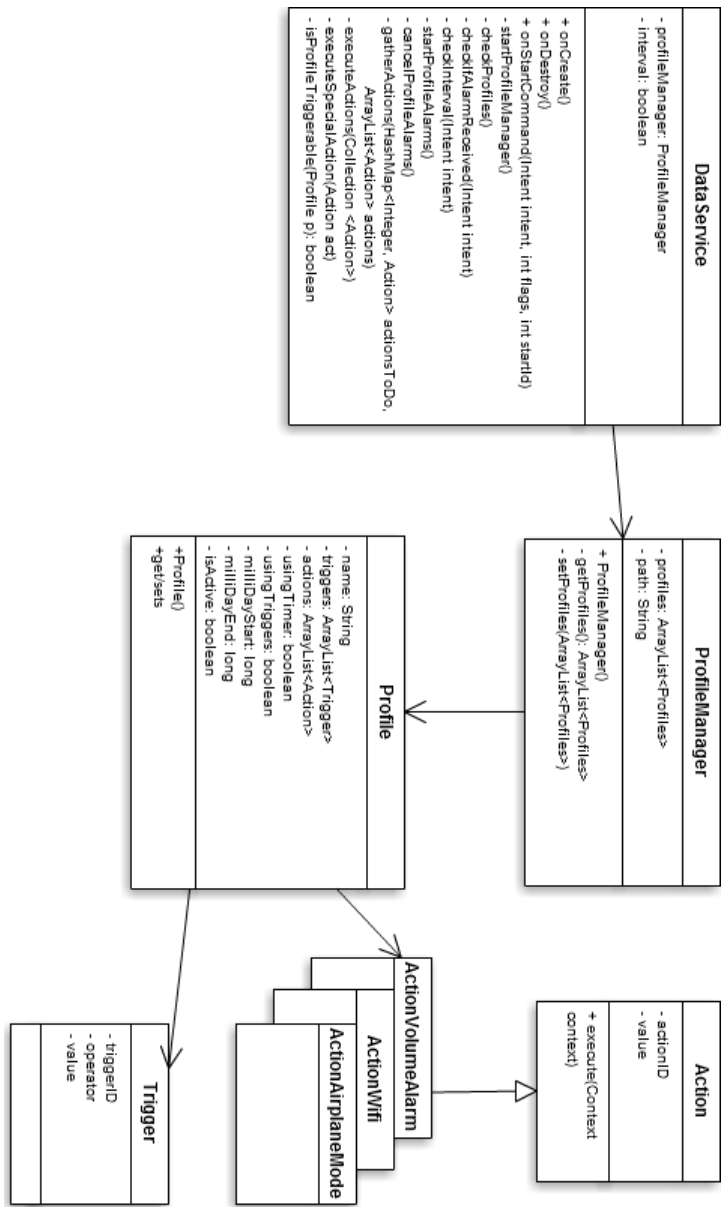 DataService
- profileManager: ProfileManager
- interval: boolean
+ onCreate()
+ onDestroy()
+ onStartCommand(Intent intent, int flags, int startId)
- startProfileManager()
- checkProfiles()
- checkIfAlarmReceived(Intent intent)
- checkInterval(Intent intent)
- startProfileAlarms()
- cancelProfileAlarms()
- gatherActions(HashMap<Integer, Action> actionsToDo,
ArrayList<Action> actions)
- executeActions(Collection <Action>)
- executeSpecialAction(Action act)
- isProfileTriggerable(Profile p): boolean
ProfileManager
- profiles: ArrayList<Profiles>
- path: String
+ ProfileManager()
- getProfiles(): ArrayList<Profiles>
- setProfiles(ArrayList<Profiles>)
Action
- actionID
- value
+ execute(Context
context)
Profile
- name: String
- triggers: ArrayList<Trigger>
- actions: ArrayList<Action>
- usingTimer: boolean
- usingTriggers: boolean
- milliDayStart: long
- milliDayEnd: long
- isActive: boolean
+Profile()
+get/sets
ActionVolumeAlarm
ActionWifi
ActionAirplaneMode
Trigger
- triggerID
- operator
- value